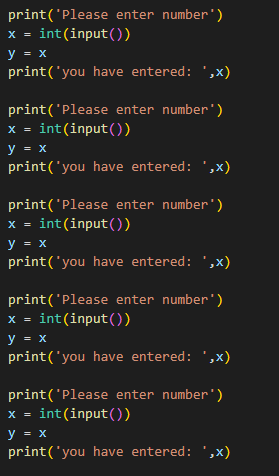 print('Please enter number')
x = int(input())
y = x
print('you have entered: ',x)
print('Please enter number')
x = int(input())
y = x
print('you have entered: ',x)
print('Please enter number')
x = int(input())
y = x
print('you have entered: ',x)
print('Please enter number')
x = int(input())
y = x
print('you have entered: ',x)
print('Please enter number')
x = int(input())
y = x
print('you have entered: ',x)